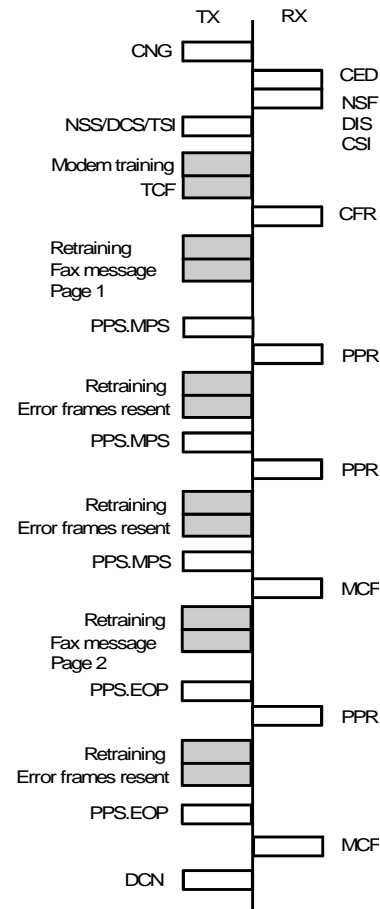 TX RX
CNG
CED
NSF
NSS/DCS/TSI
DIS
CSI
Modem training
TCF
CFR
Retraining
Fax message
Page 1
PPS.MPS
PPR
Retraining
Error frames resent
PPS.MPS
PPR
Retraining
Error frames resent
PPS.MPS
MCF
Retraining
Fax message
Page 2
PPS.EOP
PPR
Retraining
Error frames resent
PPS.EOP
MCF
DCN